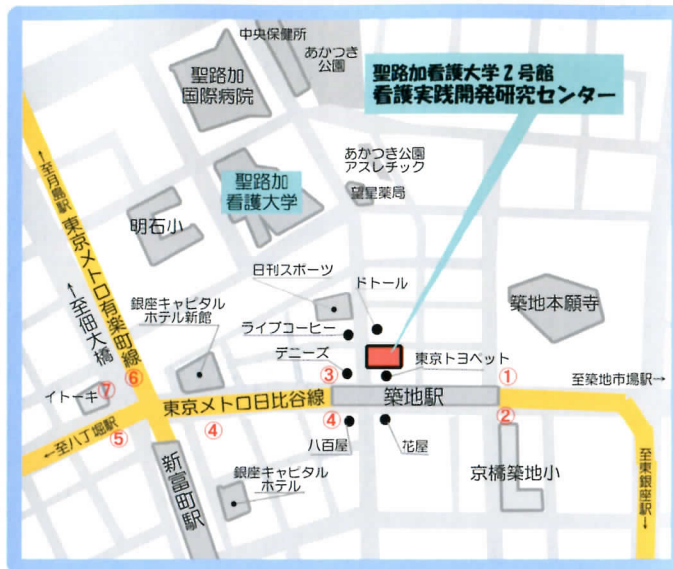 中央保健所
あかつき
公園
聖路加
国際病院
聖路加看護大学2号館
看護実践開発研究センター
あかつき公園
アスレチック
望星薬局
聖路加
看護大学
明石小
←至月島駅
東京メトロ有楽町線
←至佃大橋
日刊スポーツ
ドトール
銀座キャピタル
ホテル新館
ライブコーヒー
デニーズ
築地本願寺
東京トヨペット
⑥
⑦
イトーキ
③
①
至築地市場駅→
東京メトロ日比谷線
築地駅
←至八丁堀駅
⑤
④
④
②
八百屋
花屋
新富町駅
銀座キャピタル
ホテル
京橋築地小
至東銀座駅→